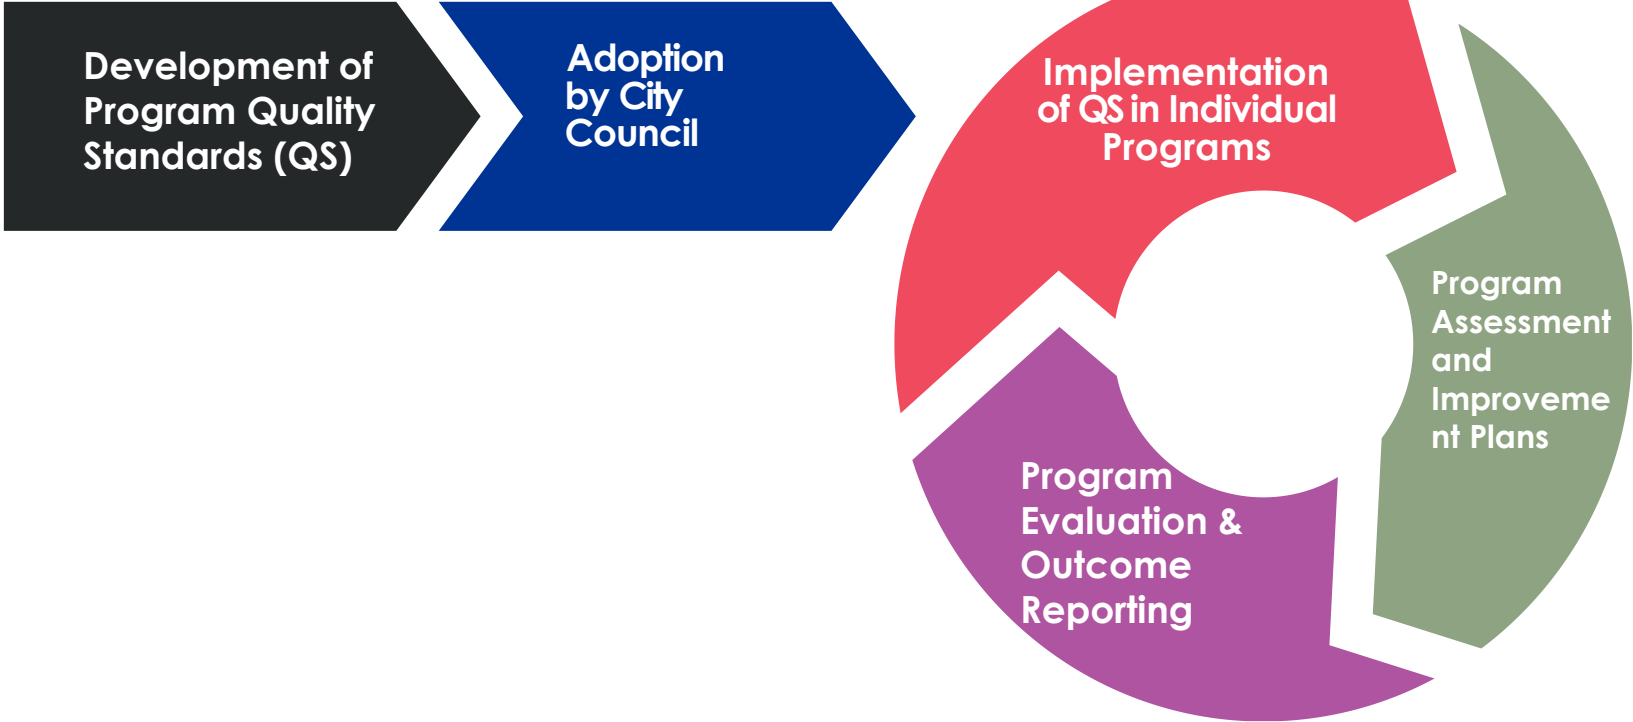 Development of
Program Quality
Standards (QS)
Adoption
by City
Council
Implementation
of QS in Individual
Programs
Program
Assessment
and
Improveme
nt Plans
Program
Evaluation &
Outcome
Reporting